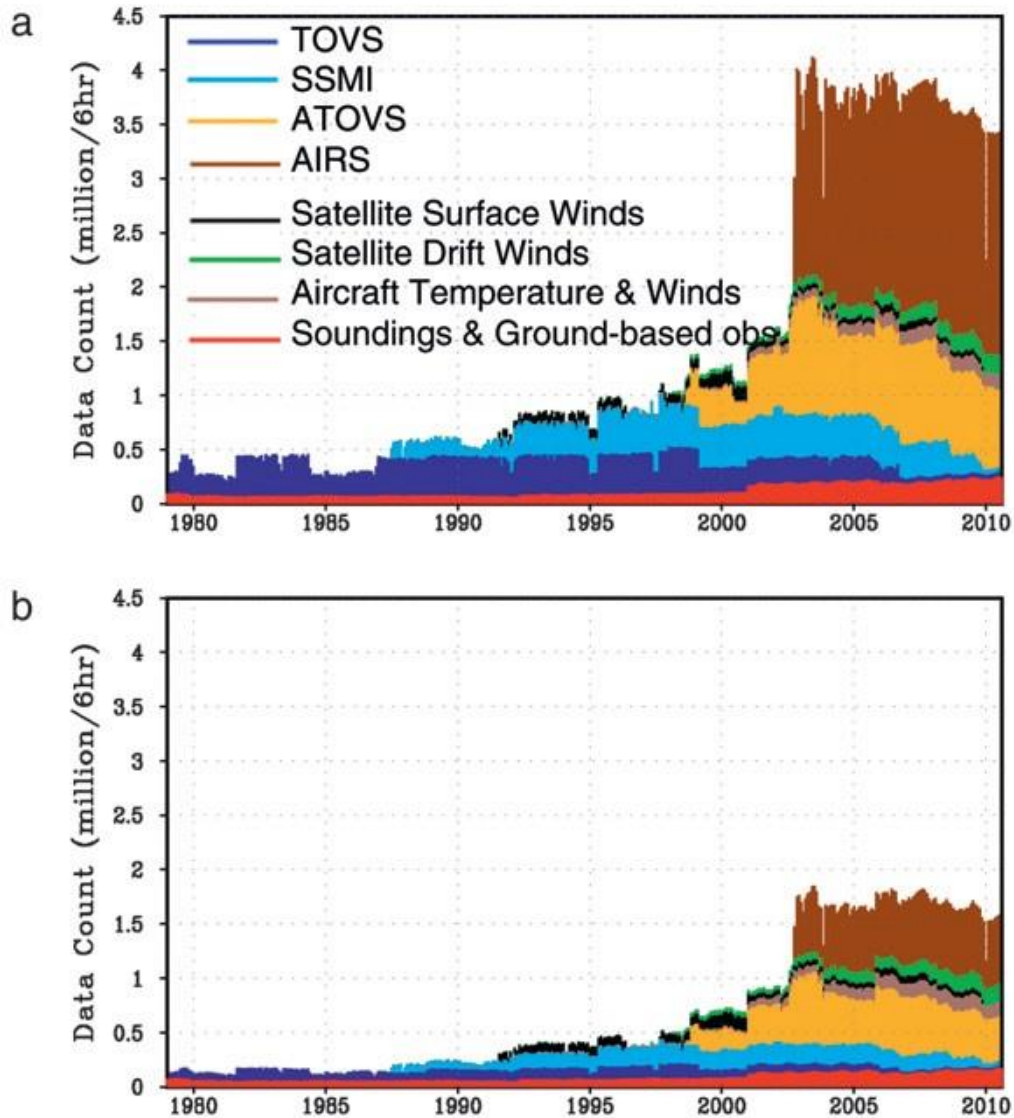 a
Data Count (million/6hr)
4.5
4
3.5
3
2.5
2
1.5
1
0.5
0
TOVS
SSMI
ATOVS
AIRS
Satellite Surface Winds
Satellite Drift Winds
Aircraft Temperature & Winds
Soundings & Ground-based obs
1980 1985 1990 1995 2000 2005 2010
b
Data Count (million/6hr)
4.5
4
3.5
3
2.5
2
1.5
1
0.5
0
1980 1985 1990 1995 2000 2005 2010